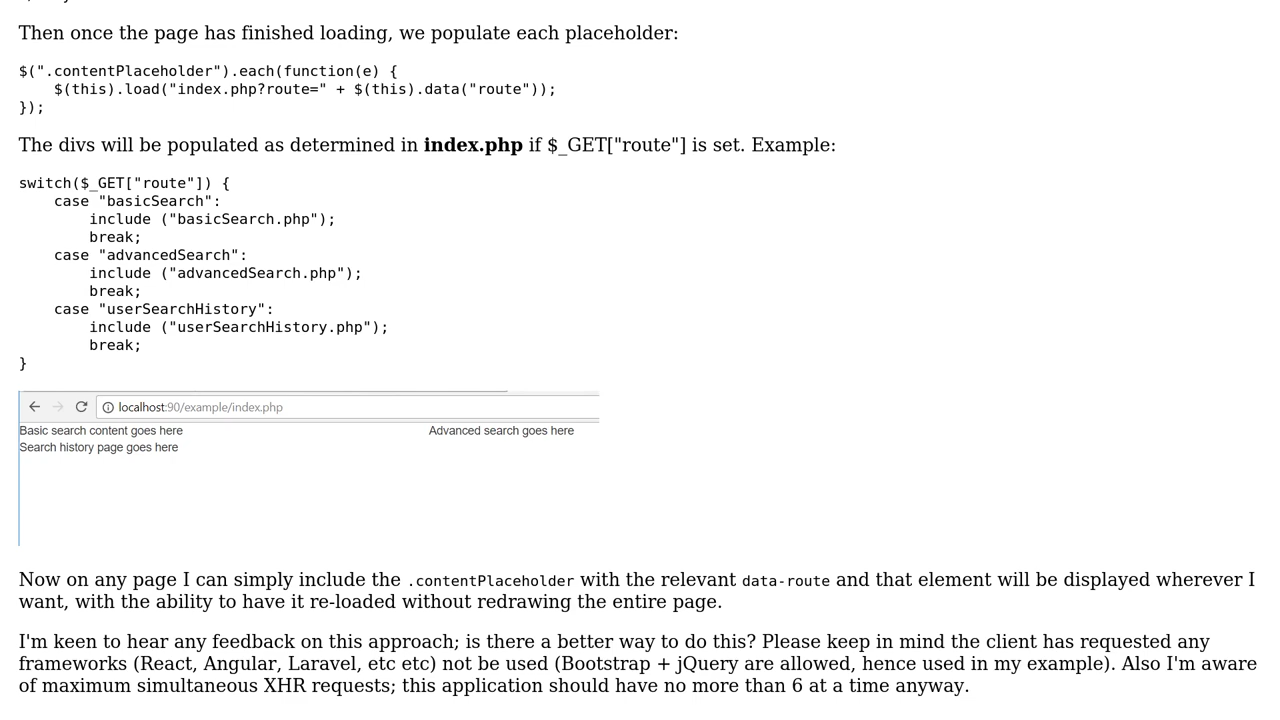 Then once the page has finished loading, we populate each placeholder:
$(".contentPlaceholder").each(function(e) {
    $(this).load("index.php?route=" + $(this).data("route"));
});
The divs will be populated as determined in index.php if $_GET["route"] is set. Example:
switch($_GET["route"]) {
    case "basicSearch":
        include ("basicSearch.php");
        break;
    case "advancedSearch":
        include ("advancedSearch.php");
        break;
    case "userSearchHistory":
        include ("userSearchHistory.php");
        break;
}
localhost:90/example/index.php
Basic search content goes here Advanced search goes here
Search history page goes here
Now on any page I can simply include the .contentPlaceholder with the relevant data-route and that element will be displayed wherever I
want, with the ability to have it re-loaded without redrawing the entire page.
I'm keen to hear any feedback on this approach; is there a better way to do this? Please keep in mind the client has requested any
frameworks (React, Angular, Laravel, etc etc) not be used (Bootstrap + jQuery are allowed, hence used in my example). Also I'm aware
of maximum simultaneous XHR requests; this application should have no more than 6 at a time anyway.